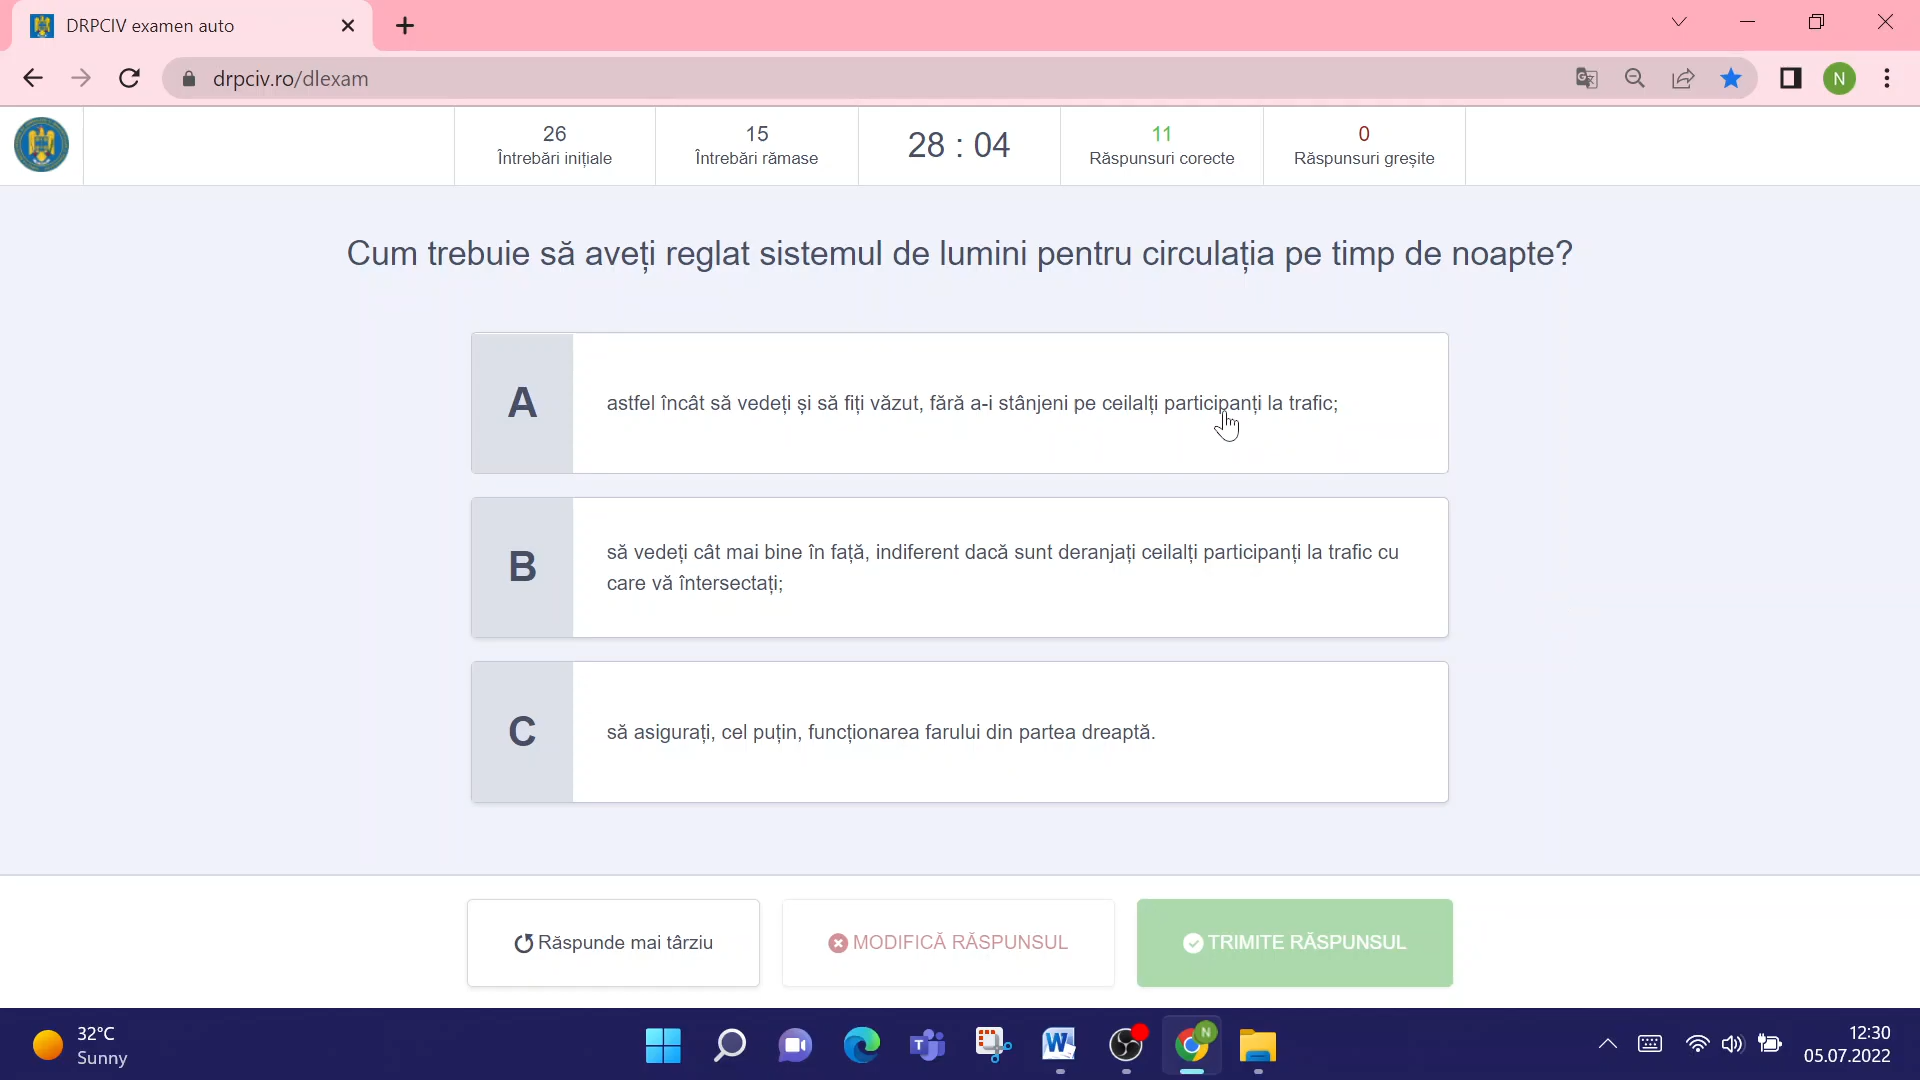 DRPCIV examen auto
drpciv.ro/dlexam
N
26
Întrebări inițiale
15
Întrebări rămase
28 : 04
11
Răspunsuri corecte
0
Răspunsuri greșite
Cum trebuie să aveți reglat sistemul de lumini pentru circulația pe timp de noapte?
A
astfel încât să vedeți și să fiți văzut, fără a-i stânjeni pe ceilalți participanți la trafic;
B
să vedeți cât mai bine în față, indiferent dacă sunt deranjați ceilalți participanți la trafic cu
care vă întersectați;
C
să asigurați, cel puțin, funcționarea farului din partea dreaptă.
Răspunde mai târziu
MODIFICĂ RĂSPUNSUL
TRIMITE RĂSPUNSUL
32°C
Sunny
T
W
N
12:30
05.07.2022